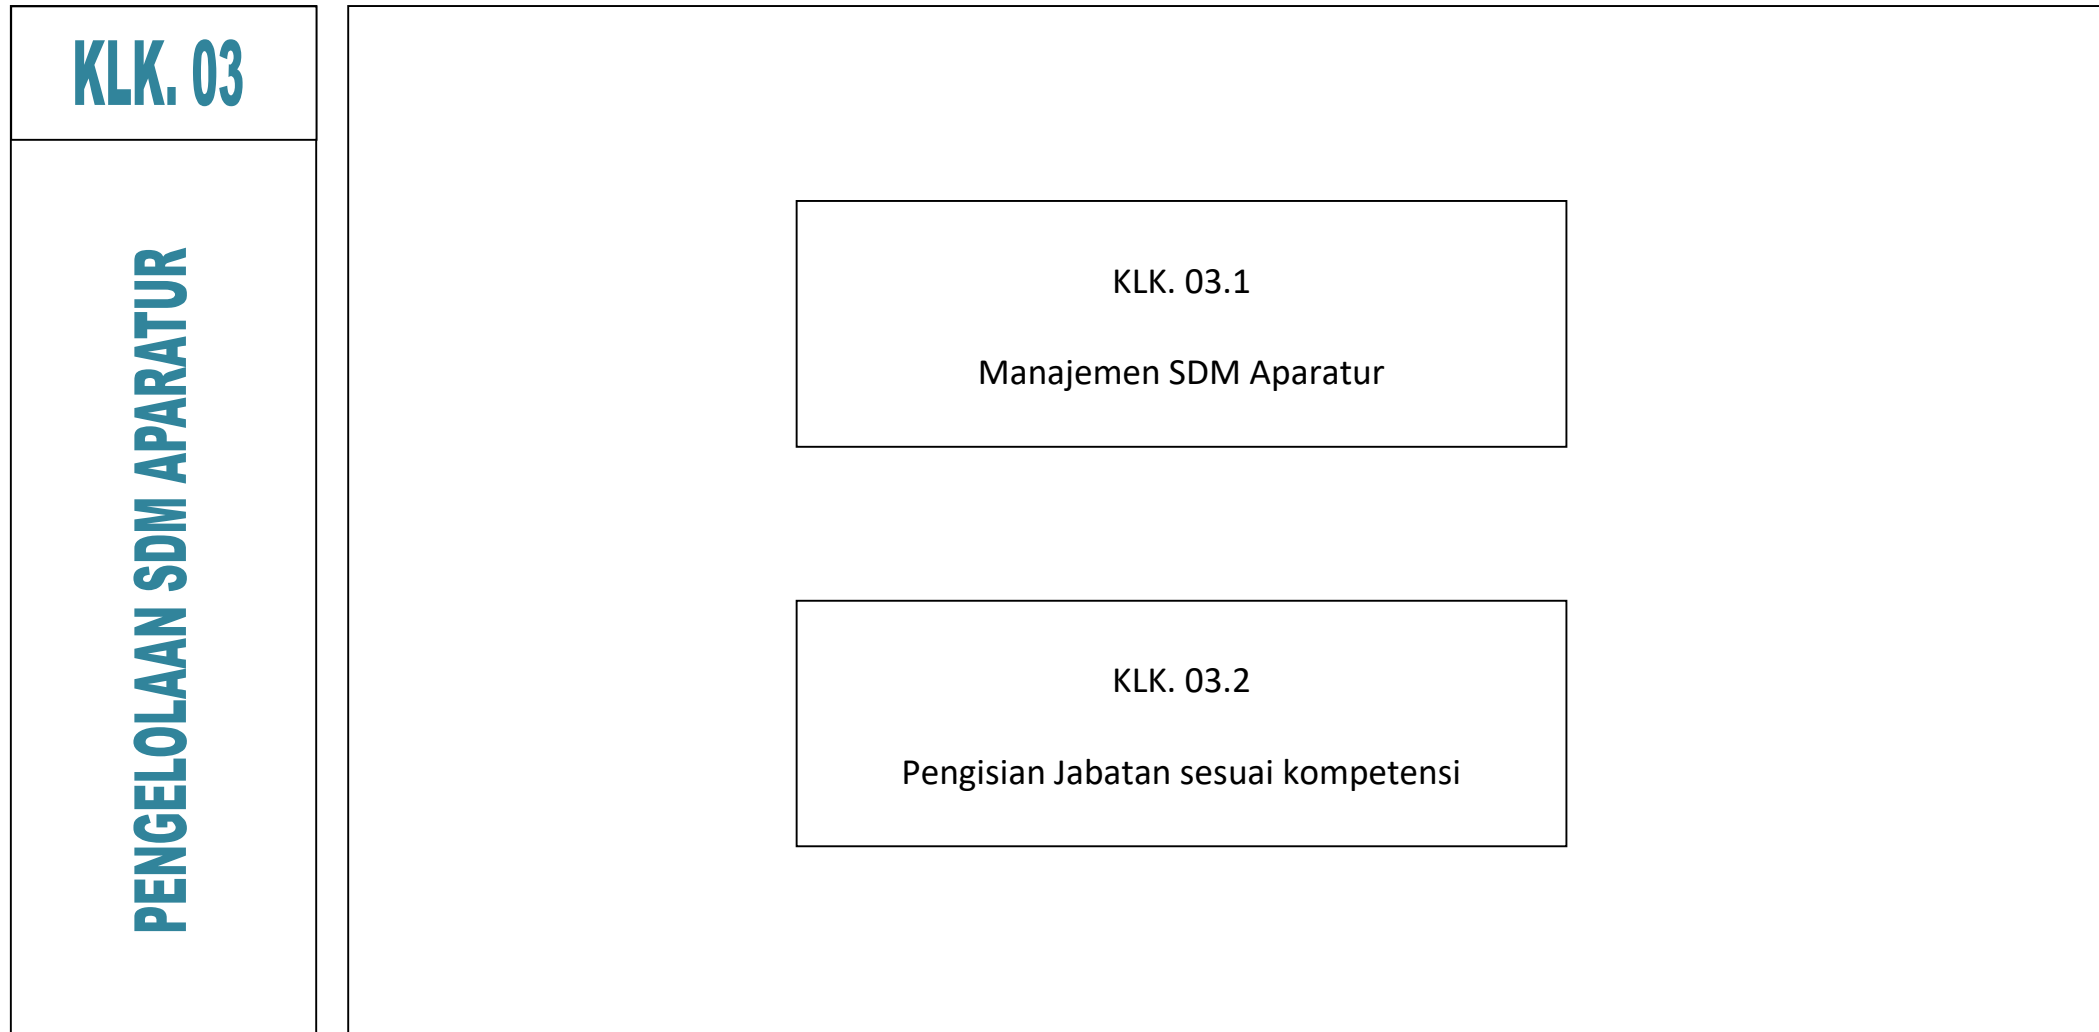 KLK. 03
PENGELOLAAN SDM APARATUR
KLK. 03.1
Manajemen SDM Aparatur
KLK. 03.2
Pengisian Jabatan sesuai kompetensi